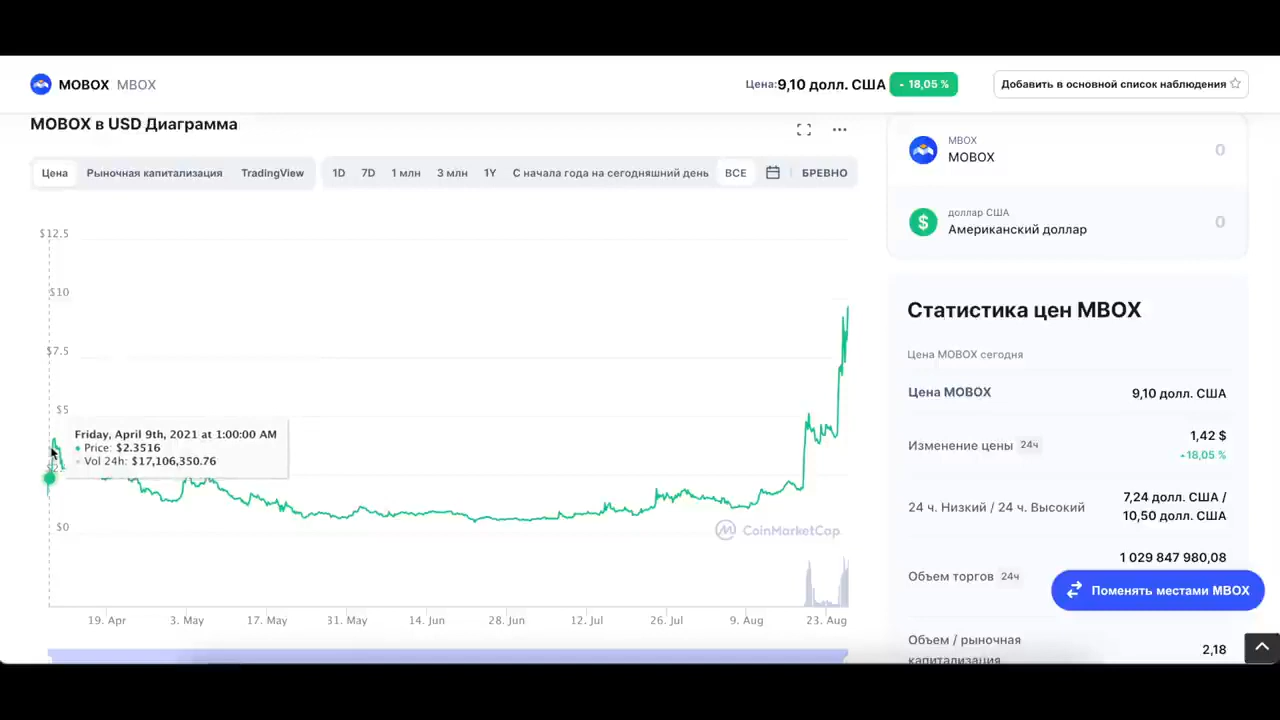 MOBOX MBOX
Цена:9,10 долл. США
- 18,05 %
Добавить в основной список наблюдения
MOBOX в USD Диаграмма
Цена Рыночная капитализация TradingView
1D 7D 1 млн 3 млн 1Y С начала года на сегодняшний день ВСЕ БРЕВНО
$12.5
$10
$7.5
$5
$0
Friday, April 9th, 2021 at 1:00:00 AM
Price: $2.3516
Vol 24h: $17,106,350.76
CoinMarketCap
19. Apr 3. May 17. May 31. May 14. Jun 28. Jun 12. Jul 26. Jul 9. Aug 23. Aug
MBOX
MOBOX
0
доллар США
Американский доллар
0
Статистика цен MBOX
Цена MOBOX сегодня
Цена MOBOX 9,10 долл. США
Изменение цены 24ч 1,42 $
18,05 %
24 ч. Низкий / 24 ч. Высокий 7,24 долл. США /
10,50 долл. США
Объем торгов 24ч 1 029 847 980,08
Поменять местами MBOX
Объем / рыночная
капитализация
2,18